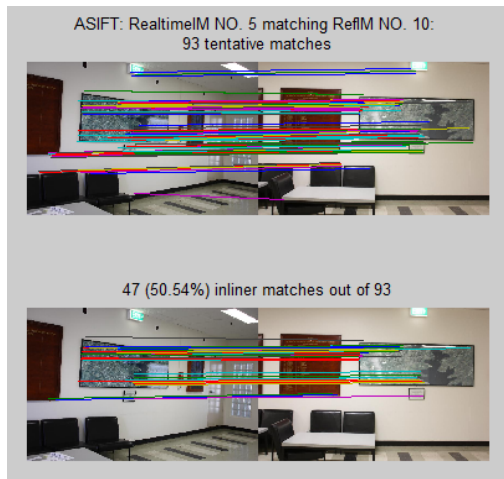 ASIFT: RealtimeIM NO. 5 matching RefIM NO. 10:
93 tentative matches
47 (50.54%) inliner matches out of 93